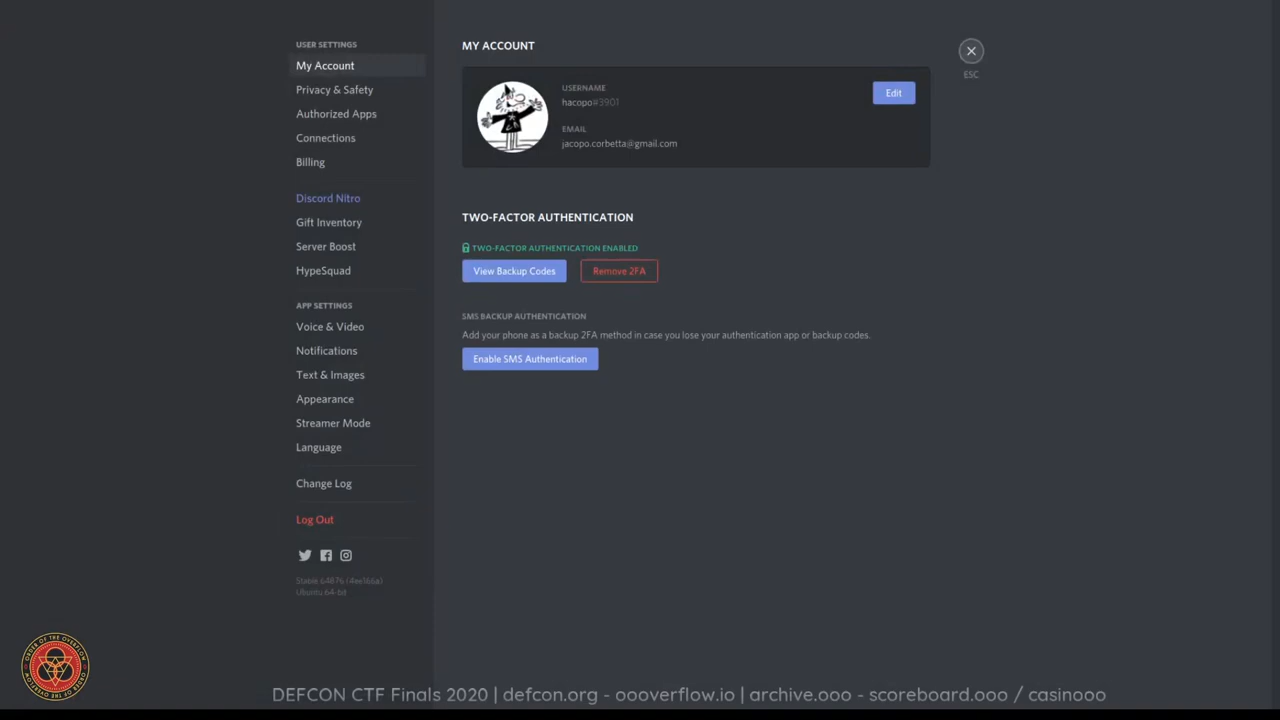 USER SETTINGS
My Account
Privacy & Safety
Authorized Apps
Connections
Billing
Discord Nitro
Gift Inventory
Server Boost
HypeSquad
APP SETTINGS
Voice & Video
Notifications
Text & Images
Appearance
Streamer Mode
Language
Change Log
Log Out
MY ACCOUNT
USERNAME
hacopo#3901
EMAIL
jacopo.corbetta@gmail.com
Edit
ESC
TWO-FACTOR AUTHENTICATION
TWO-FACTOR AUTHENTICATION ENABLED
View Backup Codes
Remove 2FA
SMS BACKUP AUTHENTICATION
Add your phone as a backup 2FA method in case you lose your authentication app or backup codes.
Enable SMS Authentication
ORDER OF THE OVERFLOW
DEFCON CTF Finals 2020 | defcon.org - oooverflow.io | archive.ooo - scoreboard.ooo / casinooo